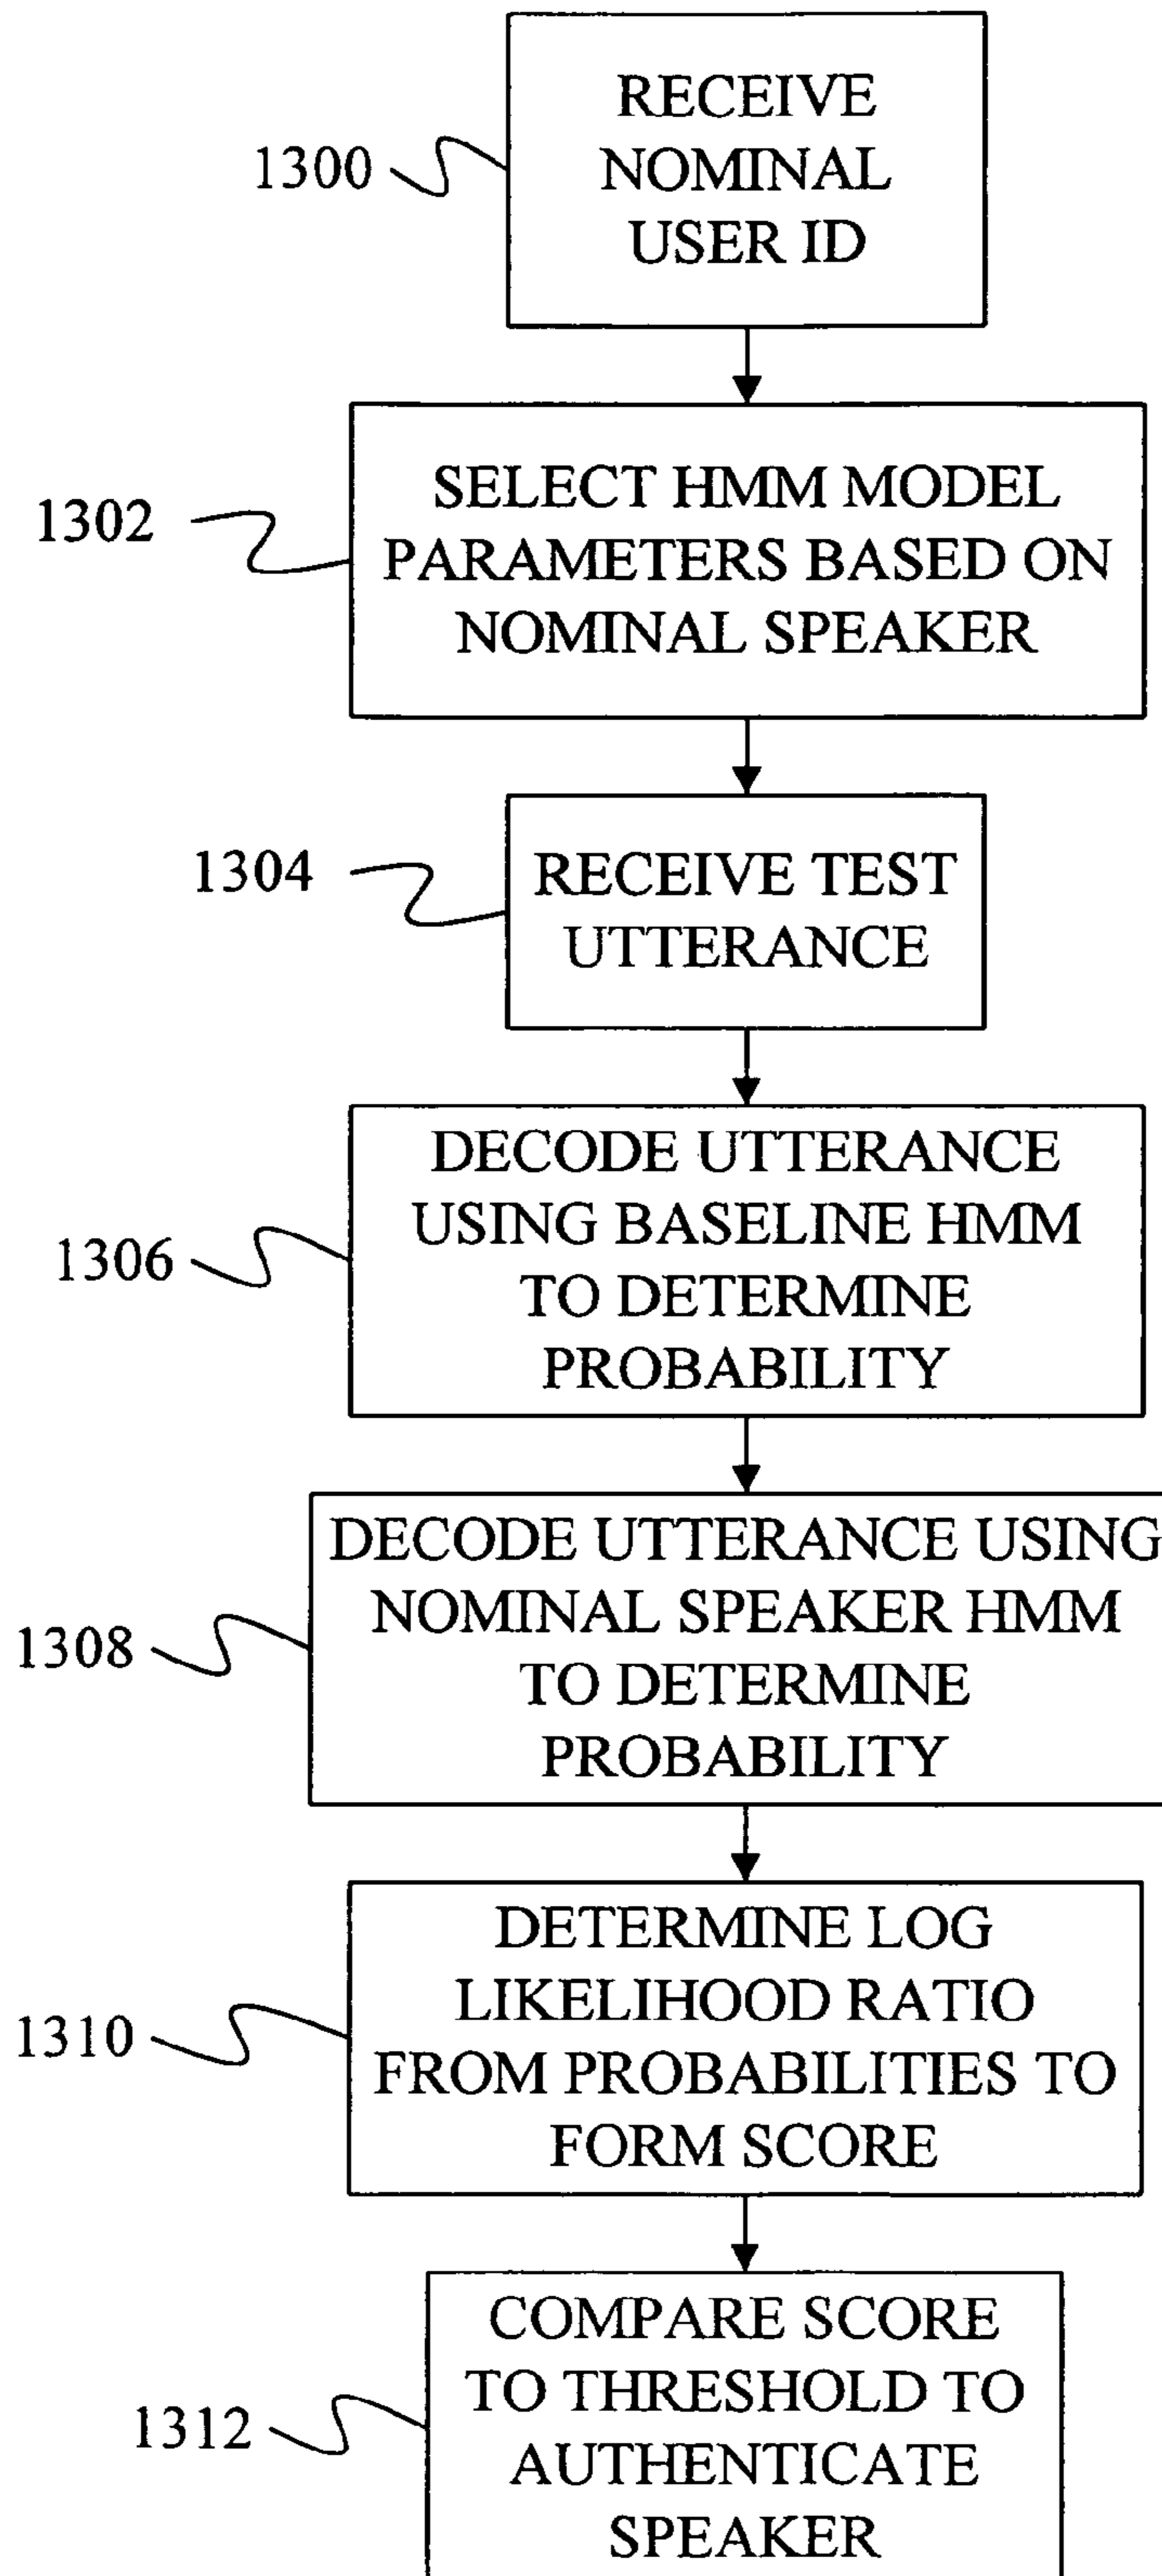 1300
RECEIVE
NOMINAL
USER ID
1302
SELECT HMM MODEL
PARAMETERS BASED ON
NOMINAL SPEAKER
1304
RECEIVE TEST
UTTERANCE
1306
DECODE UTTERANCE
USING BASELINE HMM
TO DETERMINE
PROBABILITY
1308
DECODE UTTERANCE USING
NOMINAL SPEAKER HMM
TO DETERMINE
PROBABILITY
1310
DETERMINE LOG
LIKELIHOOD RATIO
FROM PROBABILITIES TO
FORM SCORE
1312
COMPARE SCORE
TO THRESHOLD TO
AUTHENTICATE
SPEAKER